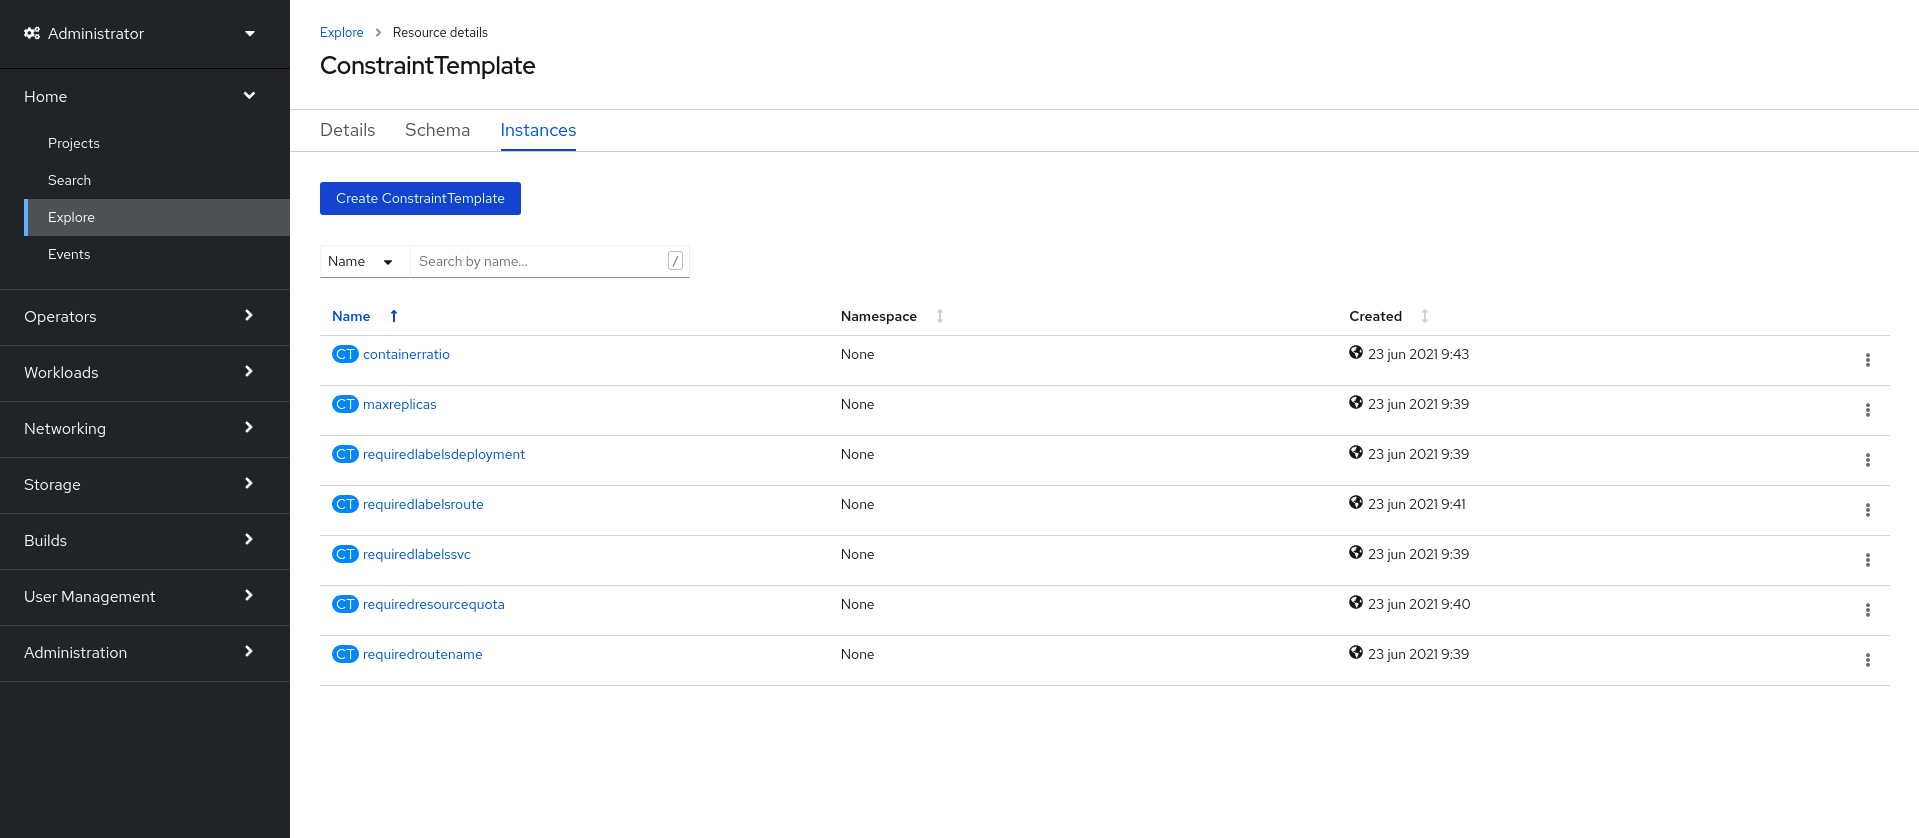 Administrator
Home
Projects
Search
Explore
Events
Operators
Workloads
Networking
Storage
Builds
User Management
Administration
Explore Resource details
ConstraintTemplate
Details Schema Instances
Create ConstraintTemplate
Name Search by name... /
Name Namespace Created
CT containerratio None 23 jun 2021 9:43
CT maxreplicas None 23 jun 2021 9:39
CT requiredlabelsdeployment None 23 jun 2021 9:39
CT requiredlabelsroute None 23 jun 2021 9:41
CT requiredlabelssvc None 23 jun 2021 9:39
CT requiredresourcequota None 23 jun 2021 9:40
CT requiredroutename None 23 jun 2021 9:39